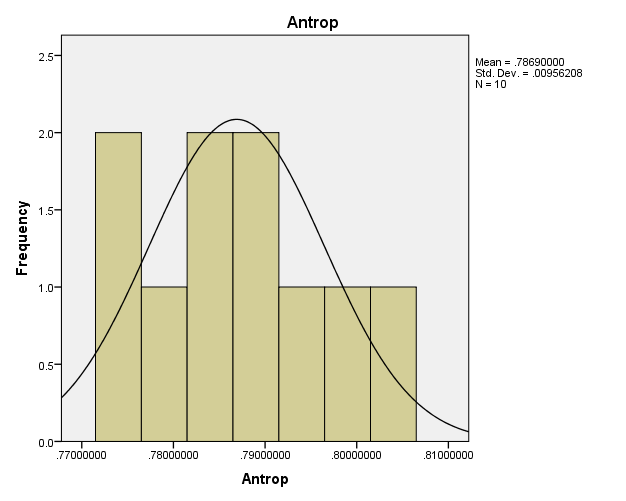 Antrop
Mean = .78690000
Std. Dev. = .00956208
N = 10
Frequency
2.5
2.0
1.5
1.0
0.5
0.0
.77000000 .78000000 .79000000 .80000000 .81000000
Antrop